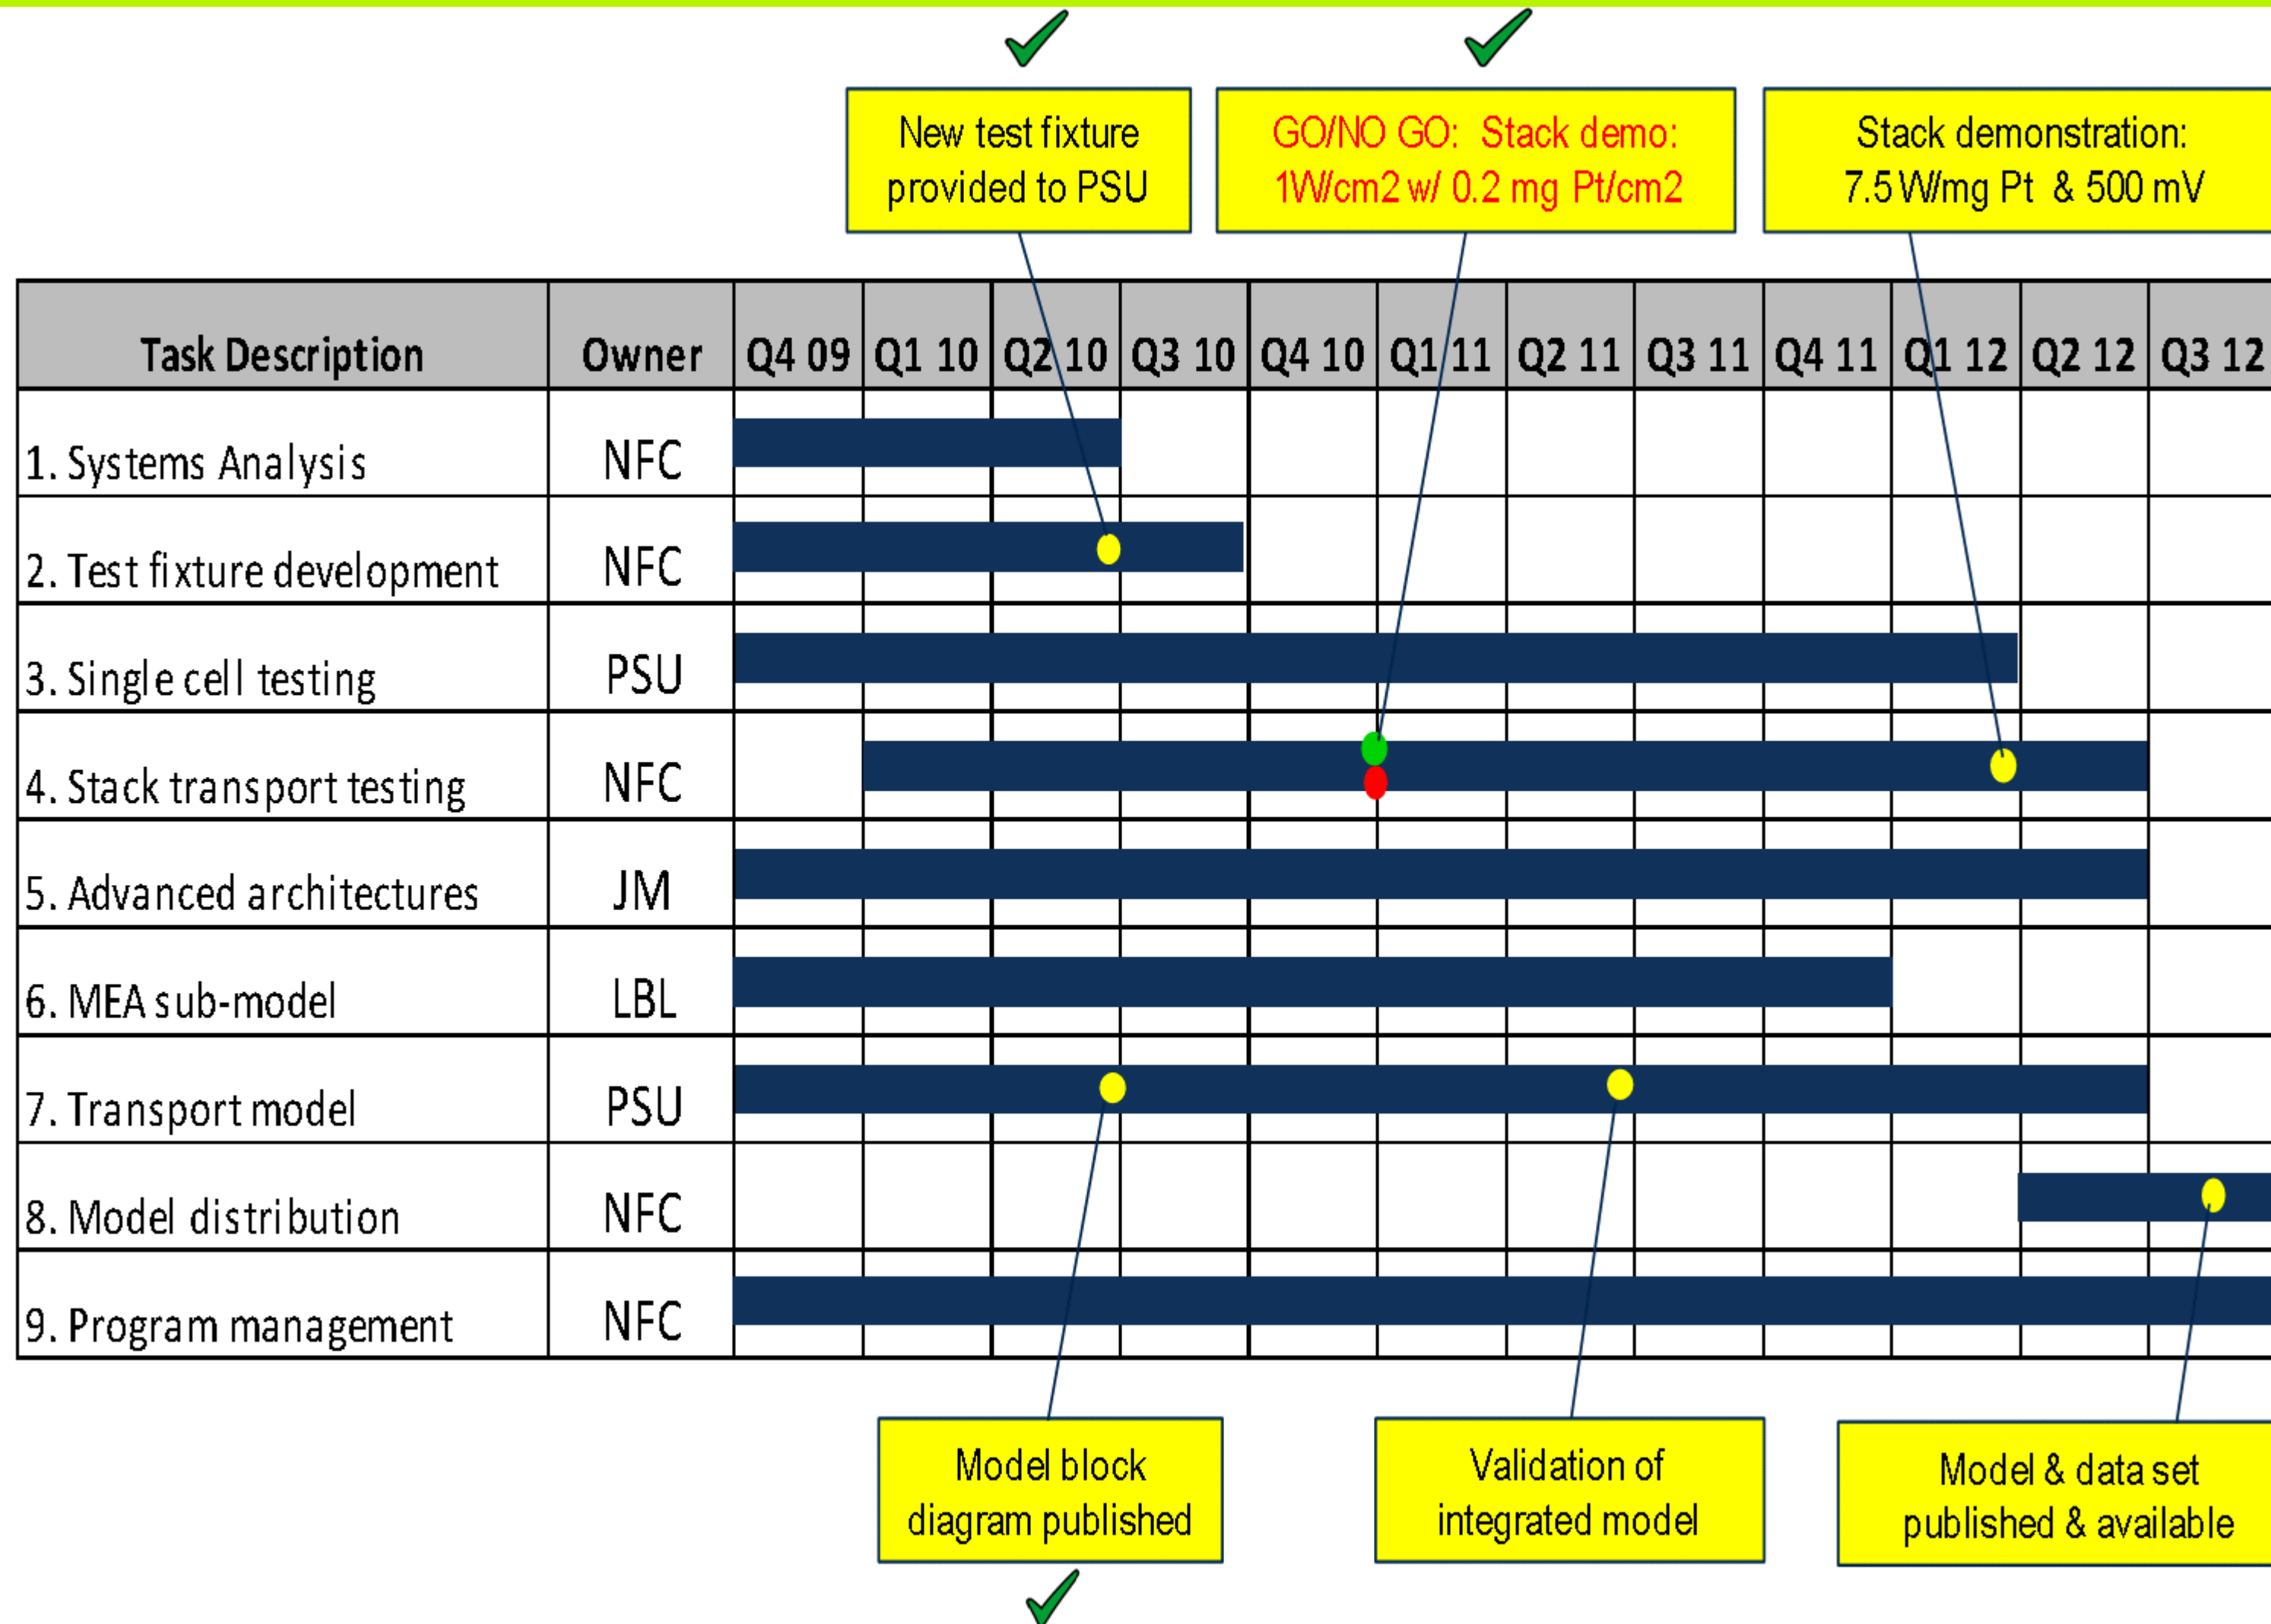 New test fixture
provided to PSU
GO/NO GO: Stack demo:
1W/cm2 w/ 0.2 mg Pt/cm2
Stack demonstration:
7.5 W/mg Pt & 500 mV
Task Description Owner Q4 09 Q1 10 Q2 10 Q3 10 Q4 10 Q1 11 Q2 11 Q3 11 Q4 11 Q1 12 Q2 12 Q3 12
1. Systems Analysis NFC
2. Test fixture development NFC
3. Single cell testing PSU
4. Stack transport testing NFC
5. Advanced architectures JM
6. MEA sub-model LBL
7. Transport model PSU
8. Model distribution NFC
9. Program management NFC
Model block
diagram published
Validation of
integrated model
Model & data set
published & available